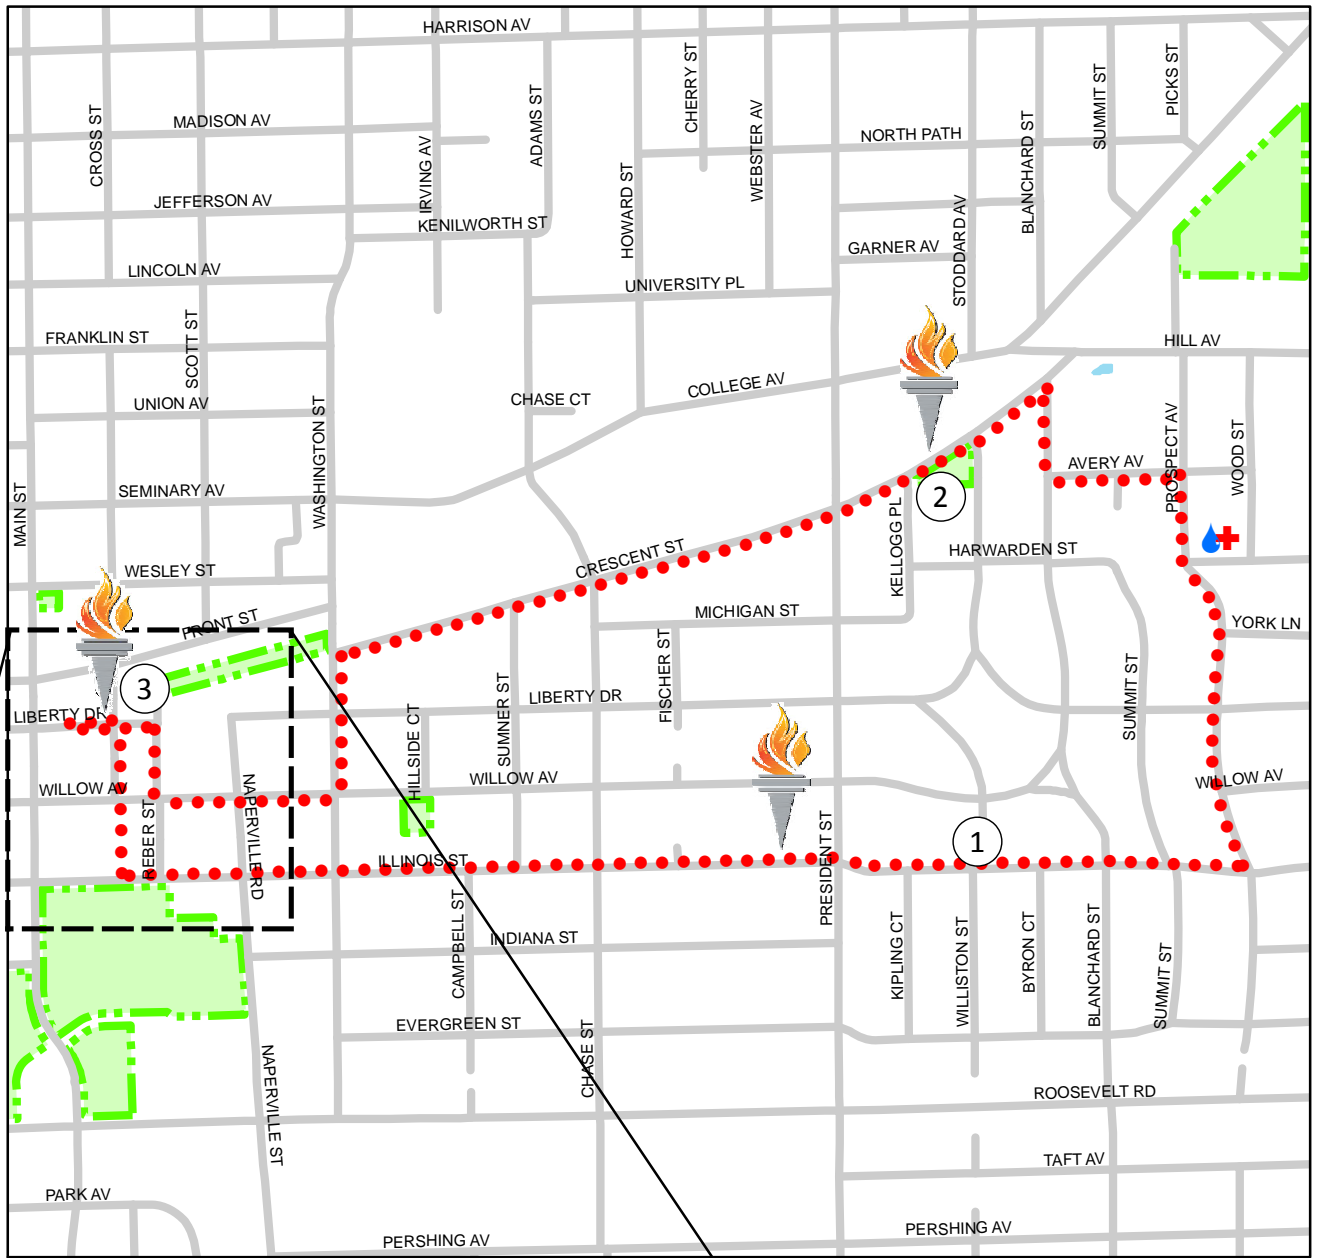 HARRISON AV
CHERRY ST
PICKS ST
SUMMIT ST
ADAMS ST
CROSS ST
MADISON AV
WEBSTER AV
NORTH PATH
BLANCHARD ST
IRVING AV
HOWARD ST
JEFFERSON AV
KENILWORTH ST
STODDARD AV
GARNER AV
LINCOLN AV
UNIVERSITY PL
FRANKLIN ST
SCOTT ST
HILL AV
COLLEGE AV
CHASE CT
UNION AV
WASHINGTON ST
PROSPECT AV
WOOD ST
AVERY AV
SEMINARY AV
MAIN ST
2
KELLOGG PL
HARWARDEN ST
CRESCENT ST
WESLEY ST
MICHIGAN ST
YORK LN
FRONT ST
FISCHER ST
SUMMIT ST
3
LIBERTY DR
SUMNER ST
LIBERTY DR
HILLSIDE CT
WILLOW AV
WILLOW AV
WILLOW AV
NAPERVILLE RD
REBER ST
1
PRESIDENT ST
ILLINOIS ST
CAMPBELL ST
INDIANA ST
KIPLING CT
WILLISTON ST
BYRON CT
BLANCHARD ST
SUMMIT ST
EVERGREEN ST
CHASE ST
NAPERVILLE ST
ROOSEVELT RD
TAFT AV
PARK AV
PERSHING AV
PERSHING AV